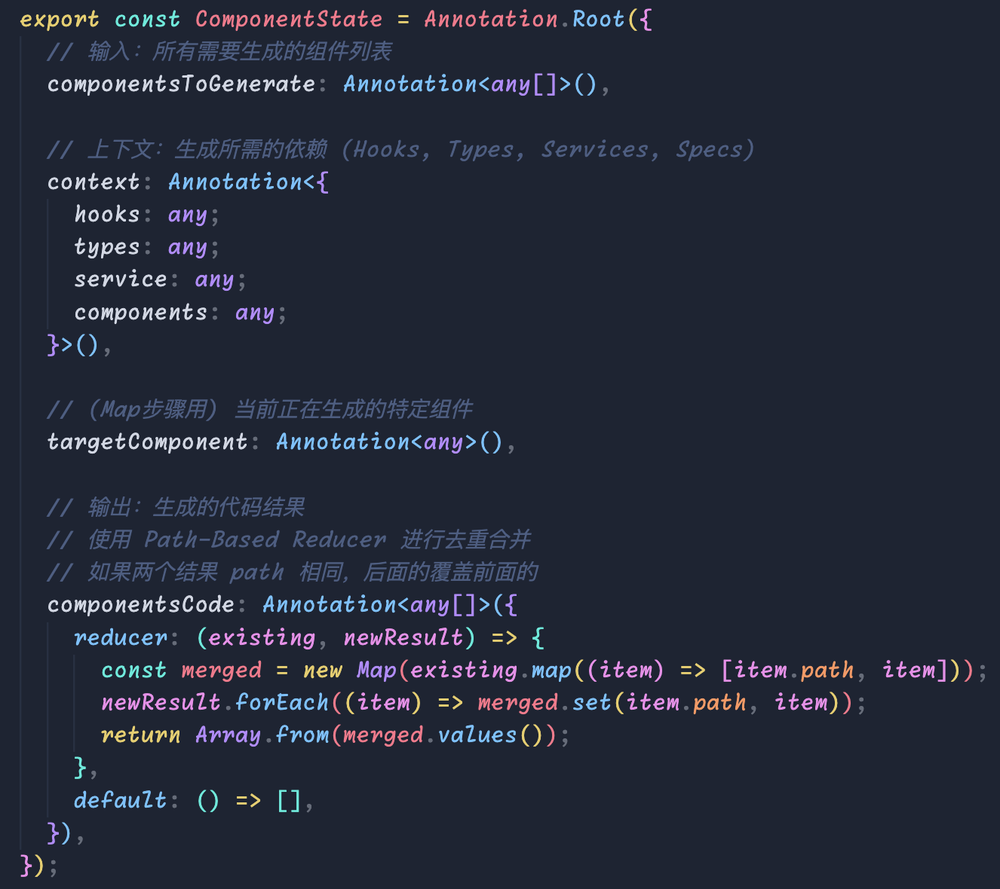 export const ComponentState = Annotation.Root({
  // 输入：所有需要生成的组件列表
  componentsToGenerate: Annotation<any[]>(),

  // 上下文：生成所需的依赖 (Hooks, Types, Services, Specs)
  context: Annotation<{
    hooks: any;
    types: any;
    service: any;
    components: any;
  }>(),

  // (Map步骤用) 当前正在生成的特定组件
  targetComponent: Annotation<any>(),

  // 输出：生成的代码结果
  // 使用 Path-Based Reducer 进行去重合并
  // 如果两个结果 path 相同，后面的覆盖前面的
  componentsCode: Annotation<any[]>({
    reducer: (existing, newResult) => {
      const merged = new Map(existing.map((item) => [item.path, item]));
      newResult.forEach((item) => merged.set(item.path, item));
      return Array.from(merged.values());
    },
    default: () => [],
  }),
});